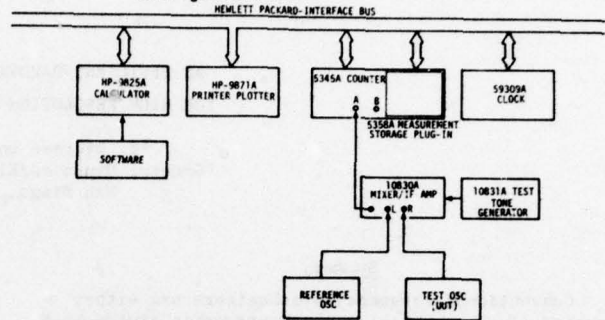 HEWLETT PACKARD-INTERFACE BUS
HP-9825A
CALCULATOR
HP-9871A
PRINTER PLOTTER
5345A COUNTER
A B
5358A MEASUREMENT
STORAGE PLUG-IN
59309A
CLOCK
SOFTWARE
10830A
MIXER/IF AMP
L R
10831A TEST
TONE
GENERATOR
REFERENCE
OSC
TEST OSC
(UUT)